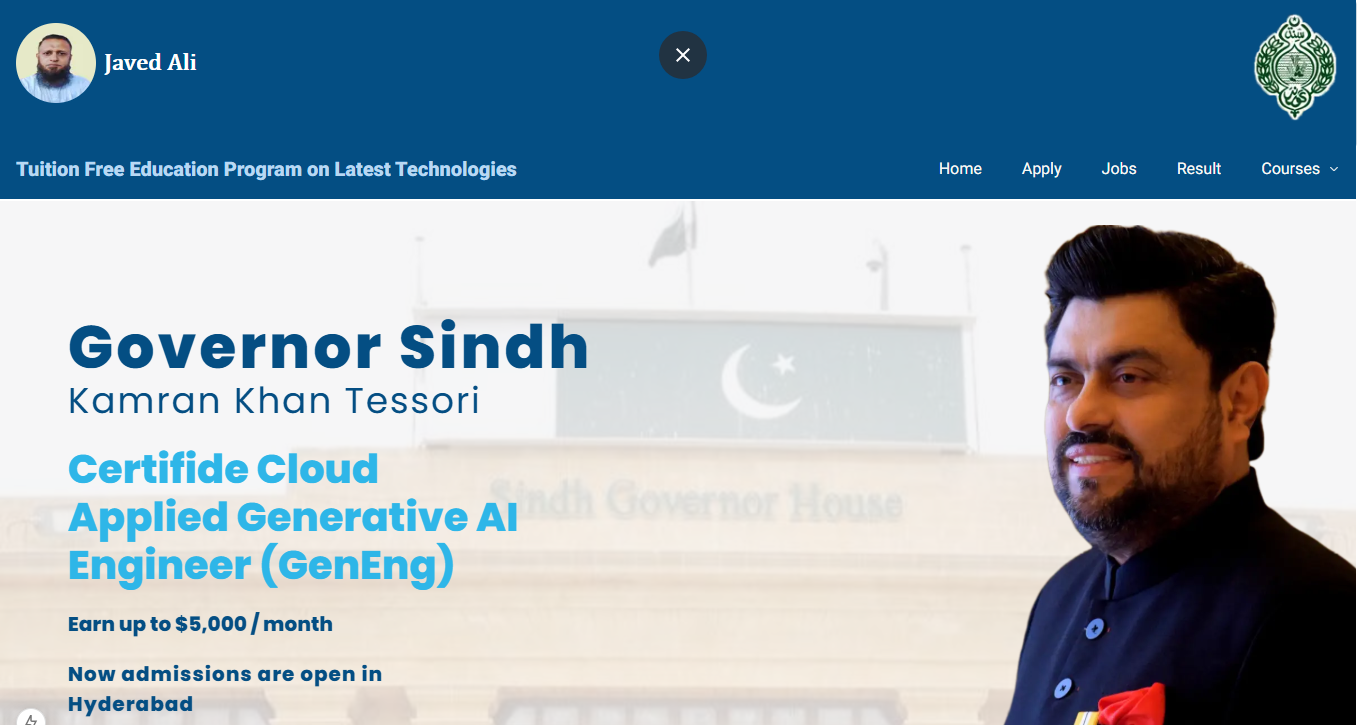 Javed Ali
Tuition Free Education Program on Latest Technologies
Home Apply Jobs Result Courses
Governor Sindh
Kamran Khan Tessori
Certifide Cloud
Applied Generative AI
Engineer (GenEng)
Sindh Governor House
Earn up to $5,000 / month
Now admissions are open in
Hyderabad